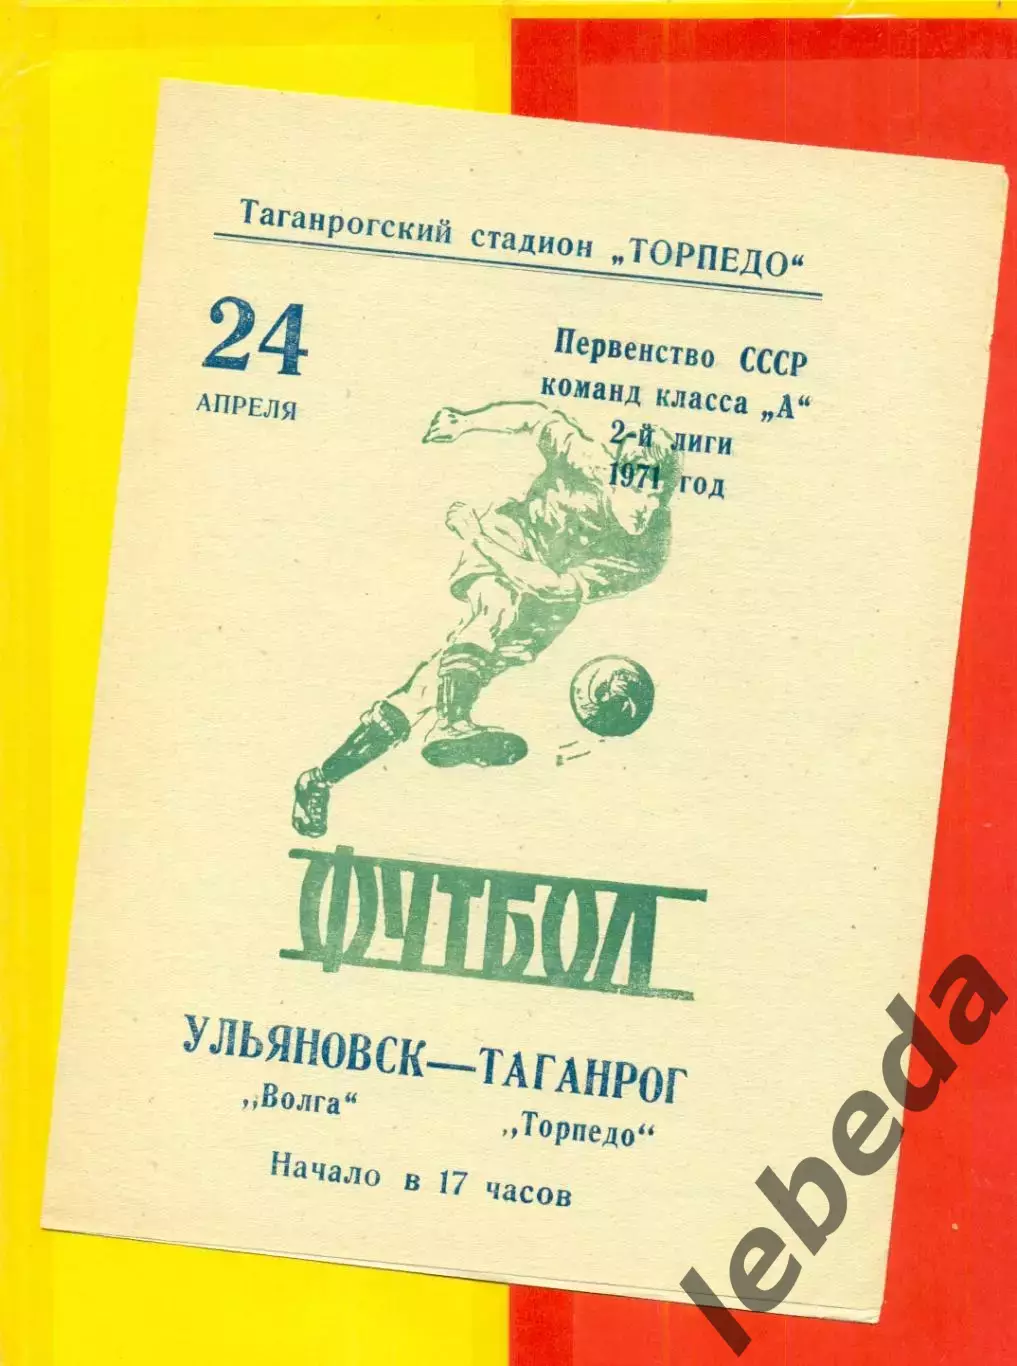 Таганрогский стадион „ТОРПЕДО“
24
АПРЕЛЯ
Первенство СССР
команд класса „А“
2-й лиги
1971 год
ФУТБОЛ
УЛЬЯНОВСК—ТАГАНРОГ
„Волга“ „Торпедо“
Начало в 17 часов
lebeda